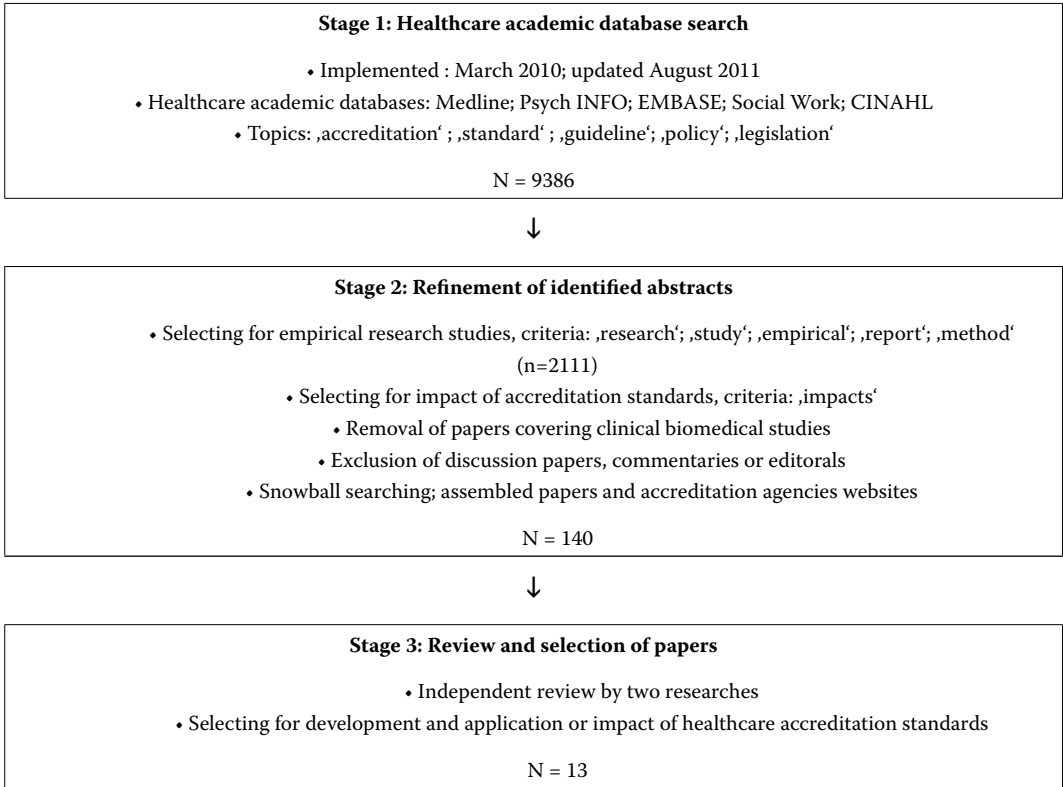 Stage 1: Healthcare academic database search
• Implemented : March 2010; updated August 2011
• Healthcare academic databases: Medline; Psych INFO; EMBASE; Social Work; CINAHL
• Topics: ‚accreditation‘ ; ‚standard‘ ; ‚guideline‘; ‚policy‘; ‚legislation‘
N = 9386
↓
Stage 2: Refinement of identified abstracts
• Selecting for empirical research studies, criteria: ‚research‘; ‚study‘; ‚empirical‘; ‚report‘; ‚method‘
(n=2111)
• Selecting for impact of accreditation standards, criteria: ‚impacts‘
• Removal of papers covering clinical biomedical studies
• Exclusion of discussion papers, commentaries or editorals
• Snowball searching; assembled papers and accreditation agencies websites
N = 140
↓
Stage 3: Review and selection of papers
• Independent review by two researches
• Selecting for development and application or impact of healthcare accreditation standards
N = 13